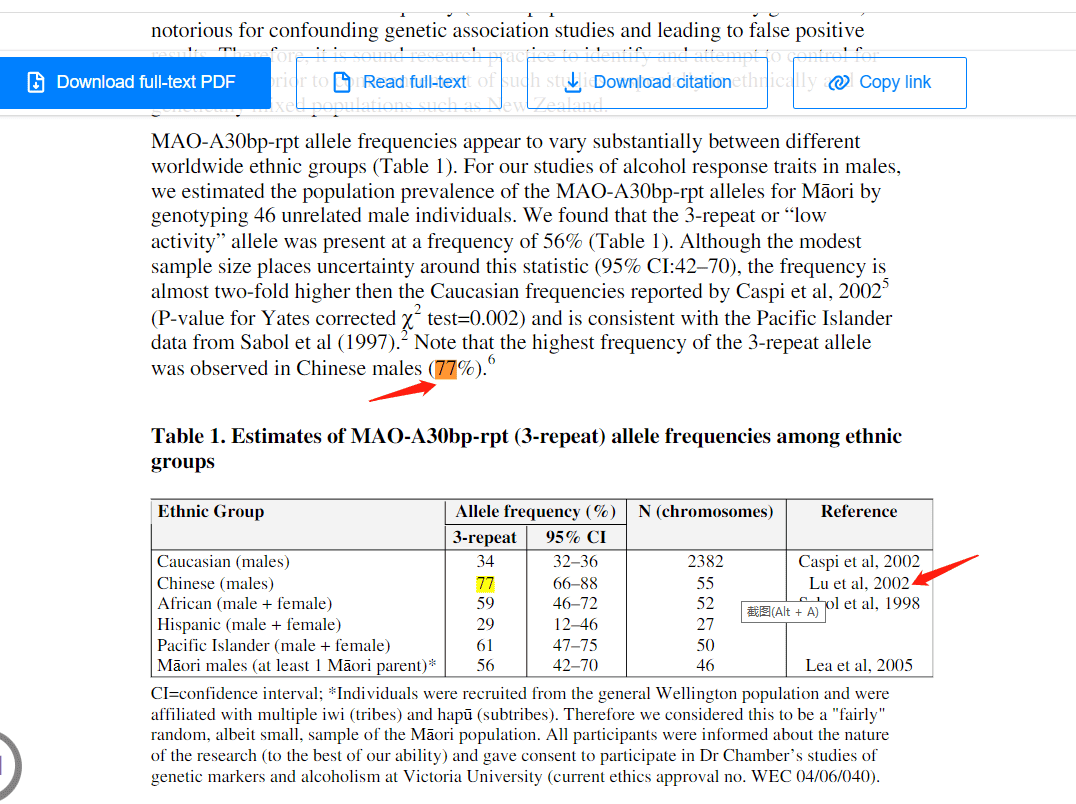 notorious for confounding genetic association studies and leading to false positive
results. Therefore, it is sound research practice to identify and attempt to control for
Download full-text PDF
Read full-text
Download citation
Copy link
populations such as New Zealand.
MAO-A30bp-rpt allele frequencies appear to vary substantially between different
worldwide ethnic groups (Table 1). For our studies of alcohol response traits in males,
we estimated the population prevalence of the MAO-A30bp-rpt alleles for Māori by
genotyping 46 unrelated male individuals. We found that the 3-repeat or “low
activity” allele was present at a frequency of 56% (Table 1). Although the modest
sample size places uncertainty around this statistic (95% CI:42–70), the frequency is
almost two-fold higher then the Caucasian frequencies reported by Caspi et al, 2002⁵
(P-value for Yates corrected χ² test=0.002) and is consistent with the Pacific Islander
data from Sabol et al (1997).² Note that the highest frequency of the 3-repeat allele
was observed in Chinese males (77%).⁶
Table 1. Estimates of MAO-A30bp-rpt (3-repeat) allele frequencies among ethnic
groups
Ethnic Group Allele frequency (%) N (chromosomes) Reference
3-repeat 95% CI
Caucasian (males) 34 32–36 2382 Caspi et al, 2002
Chinese (males) 77 66–88 55 Lu et al, 2002
African (male + female) 59 46–72 52 ol et al, 1998
截图(Alt + A)
Hispanic (male + female) 29 12–46 27
Pacific Islander (male + female) 61 47–75 50
Māori males (at least 1 Māori parent)* 56 42–70 46 Lea et al, 2005
CI=confidence interval; *Individuals were recruited from the general Wellington population and were
affiliated with multiple iwi (tribes) and hapū (subtribes). Therefore we considered this to be a "fairly"
random, albeit small, sample of the Māori population. All participants were informed about the nature
of the research (to the best of our ability) and gave consent to participate in Dr Chamber’s studies of
genetic markers and alcoholism at Victoria University (current ethics approval no. WEC 04/06/040).